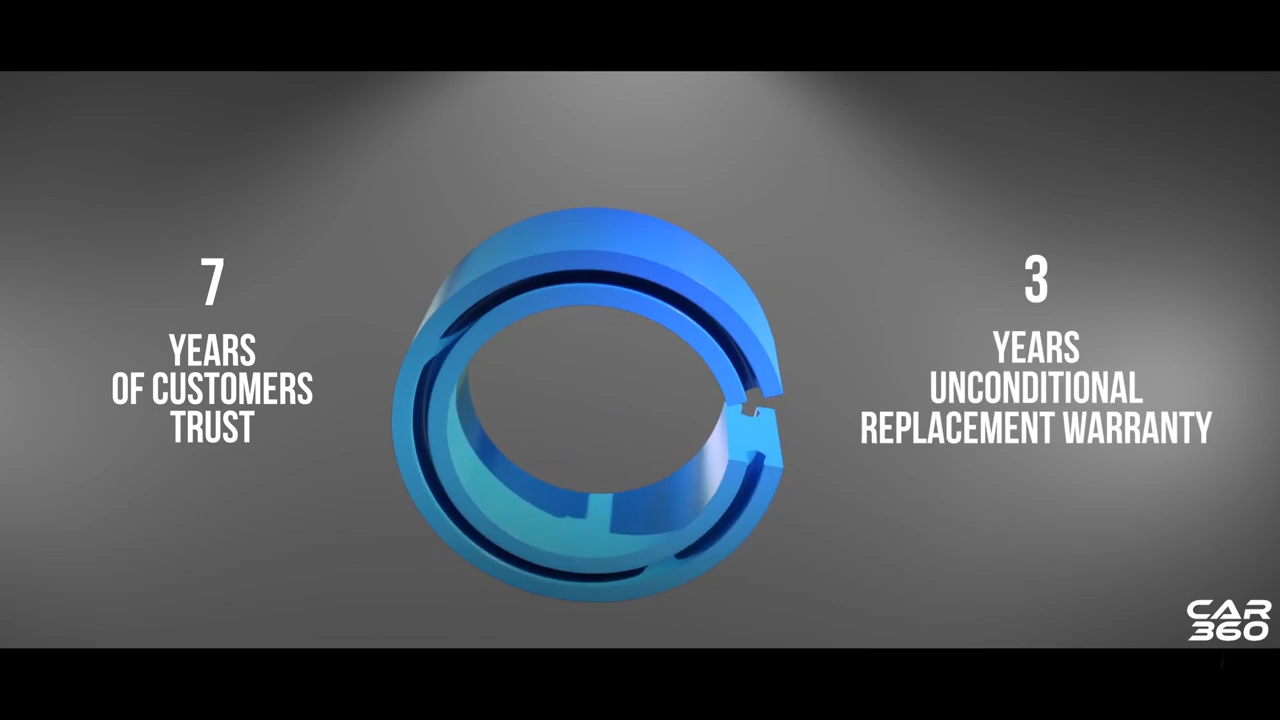 7
YEARS
OF CUSTOMERS
TRUST
3
YEARS
UNCONDITIONAL
REPLACEMENT WARRANTY
CAR
360